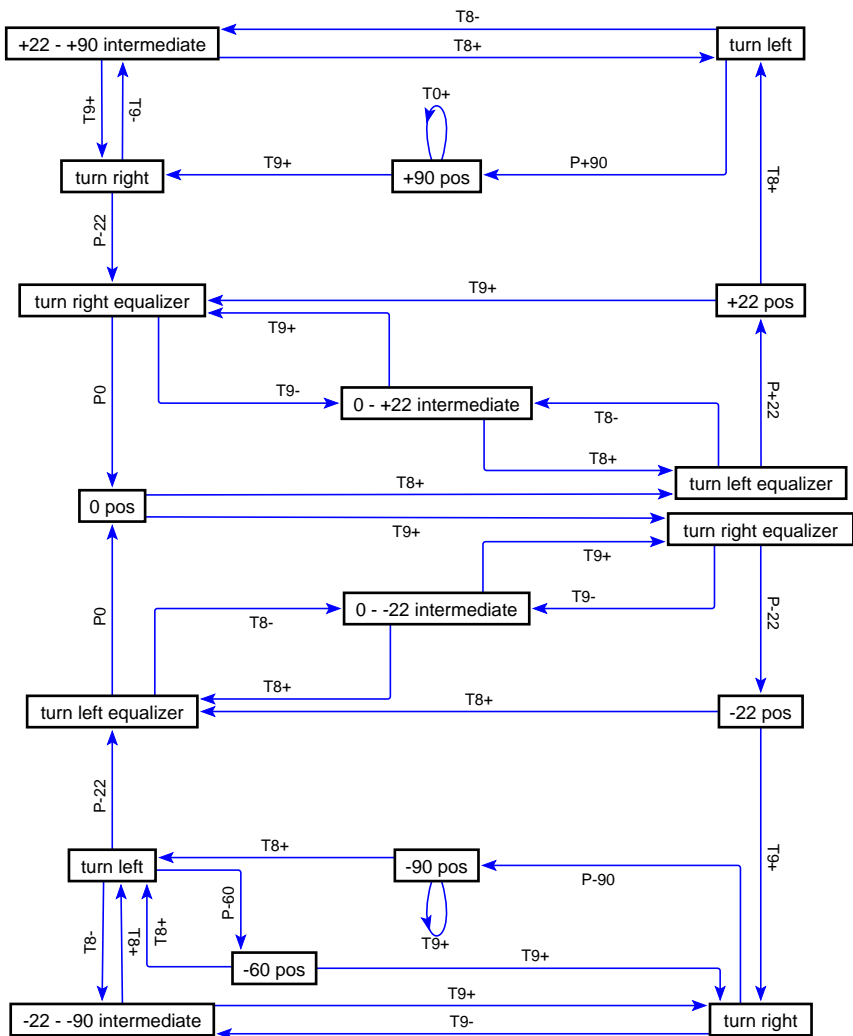 T8-
+22 - +90 intermediate
turn left
T8+
T9+
T9-
T0+
T9+
P+90
T8+
turn right
+90 pos
P-22
T9+
turn right equalizer
+22 pos
T9+
P0
T9-
0 - +22 intermediate
T8-
P+22
T8+
T8+
turn left equalizer
0 pos
turn right equalizer
T9+
T9+
P0
T8-
0 - -22 intermediate
T9-
P-22
T8+
T8+
turn left equalizer
-22 pos
P-22
T8+
T9+
turn left
-90 pos
P-90
P-60
T8-
T8+
T8+
T9+
T9+
-60 pos
T9+
-22 - -90 intermediate
turn right
T9-